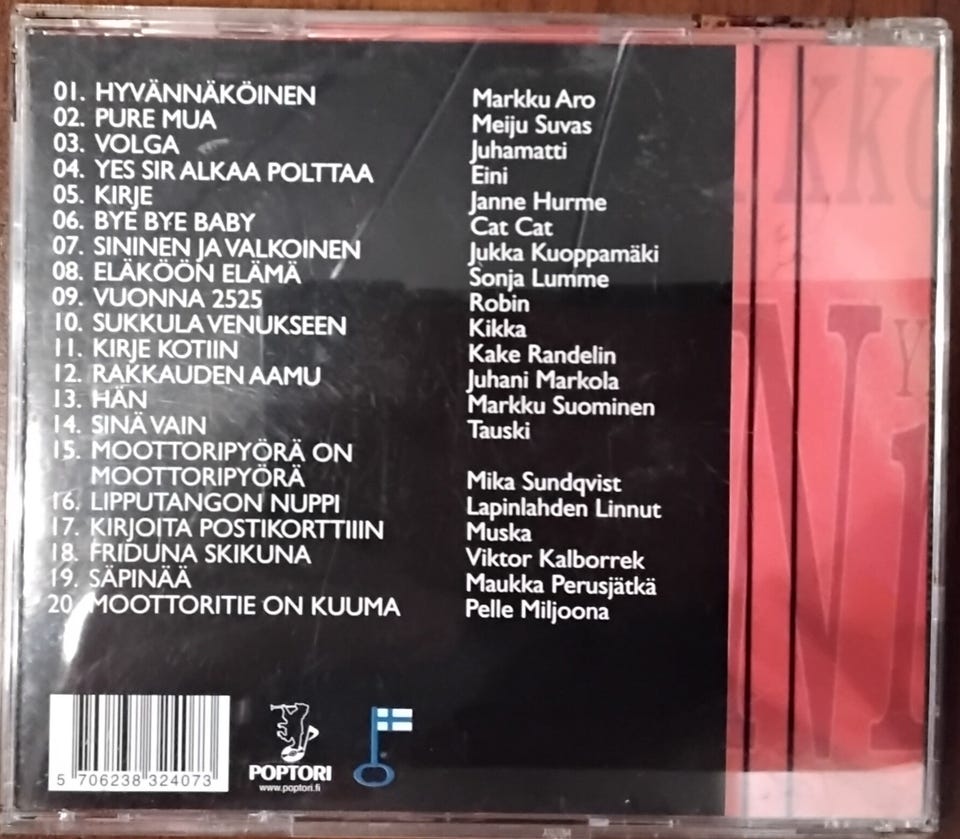 01. HYVÄNNÄKÖINEN Markku Aro
02. PURE MUA Meiju Suvas
03. VOLGA Juhamatti
04. YES SIR ALKAA POLTTAA Eini
05. KIRJE Janne Hurme
06. BYE BYE BABY Cat Cat
07. SININEN JA VALKOINEN Jukka Kuoppamäki
08. ELÄKÖÖN ELÄMÄ Sonja Lumme
09. VUONNA 2525 Robin
10. SUKKULA VENUKSEEN Kikka
11. KIRJE KOTIIN Kake Randelin
12. RAKKAUDEN AAMU Juhani Markola
13. HÄN Markku Suominen
14. SINÄ VAIN Tauski
15. MOOTTORIPYÖRÄ ON
MOOTTORIPYÖRÄ Mika Sundqvist
16. LIPPUTANGON NUPPI Lapinlahden Linnut
17. KIRJOITA POSTIKORTTIIIN Muska
18. FRIDUNA SKIKUNA Viktor Kalborrek
19. SÄPINÄÄ Maukka Perusjätkä
20. MOOTTORITIE ON KUUMA Pelle Miljoona
5 706238 324073
POPTORI
www.poptori.fi